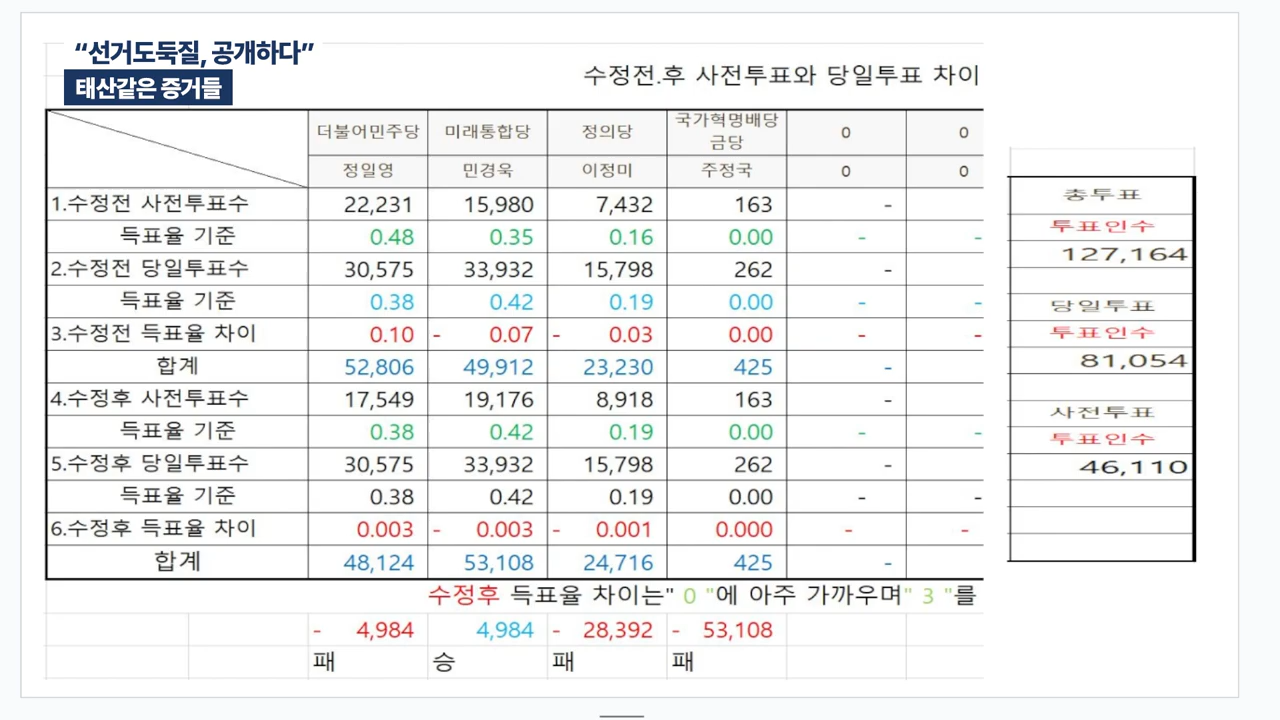 “선거도둑질, 공개하다”
태산같은 증거들
수정전.후 사전투표와 당일투표 차이
더불어민주당 미래통합당 정의당 국가혁명배당금당 0 0
정일영 민경욱 이정미 주정국 0 0
1.수정전 사전투표수 22,231 15,980 7,432 163 -
득표율 기준 0.48 0.35 0.16 0.00 - -
2.수정전 당일투표수 30,575 33,932 15,798 262 -
득표율 기준 0.38 0.42 0.19 0.00 - -
3.수정전 득표율 차이 0.10 - 0.07 - 0.03 0.00 - -
합계 52,806 49,912 23,230 425 -
4.수정후 사전투표수 17,549 19,176 8,918 163 -
득표율 기준 0.38 0.42 0.19 0.00 - -
5.수정후 당일투표수 30,575 33,932 15,798 262 -
득표율 기준 0.38 0.42 0.19 0.00 - -
6.수정후 득표율 차이 0.003 - 0.003 - 0.001 0.000 - -
합계 48,124 53,108 24,716 425 -
수정후 득표율 차이는" 0 "에 아주 가까우며" 3 "를
- 4,984 4,984 - 28,392 - 53,108
패 승 패 패
총투표
투표인수
127,164
당일투표
투표인수
81,054
사전투표
투표인수
46,110